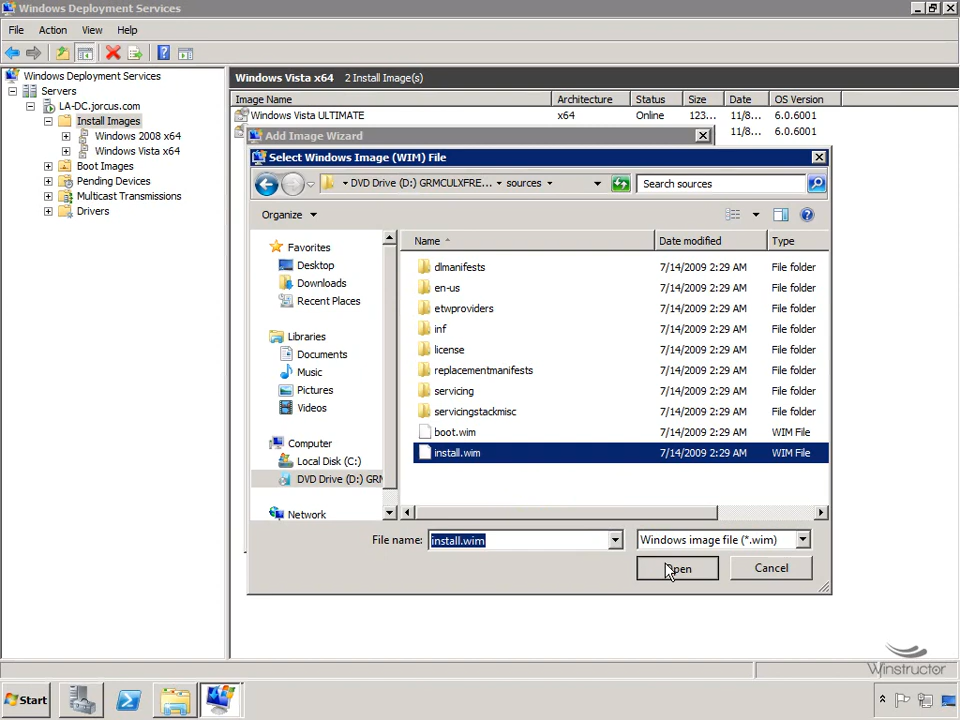 Windows Deployment Services
File Action View Help
Windows Deployment Services
Servers
LA-DC.jorcus.com
Install Images
Windows 2008 x64
Windows Vista x64
Boot Images
Pending Devices
Multicast Transmissions
Drivers
Windows Vista x64 2 Install Image(s)
Image Name Architecture Status Size Date OS Version
Windows Vista ULTIMATE x64 Online 123... 11/8... 6.0.6001
11/8... 6.0.6001
Add Image Wizard
Select Windows Image (WIM) File
DVD Drive (D:) GRMCULXFRE... sources Search sources
Organize
Favorites
Desktop
Downloads
Recent Places
Libraries
Documents
Music
Pictures
Videos
Computer
Local Disk (C:)
DVD Drive (D:) GRM
Network
Name Date modified Type
dlmanifests 7/14/2009 2:29 AM File folder
en-us 7/14/2009 2:29 AM File folder
etwproviders 7/14/2009 2:29 AM File folder
inf 7/14/2009 2:29 AM File folder
license 7/14/2009 2:29 AM File folder
replacementmanifests 7/14/2009 2:29 AM File folder
servicing 7/14/2009 2:29 AM File folder
servicingstackmisc 7/14/2009 2:29 AM File folder
boot.wim 7/14/2009 2:29 AM WIM File
install.wim 7/14/2009 2:29 AM WIM File
File name: install.wim Windows image file (*.wim)
Open Cancel
Winstructor
Start